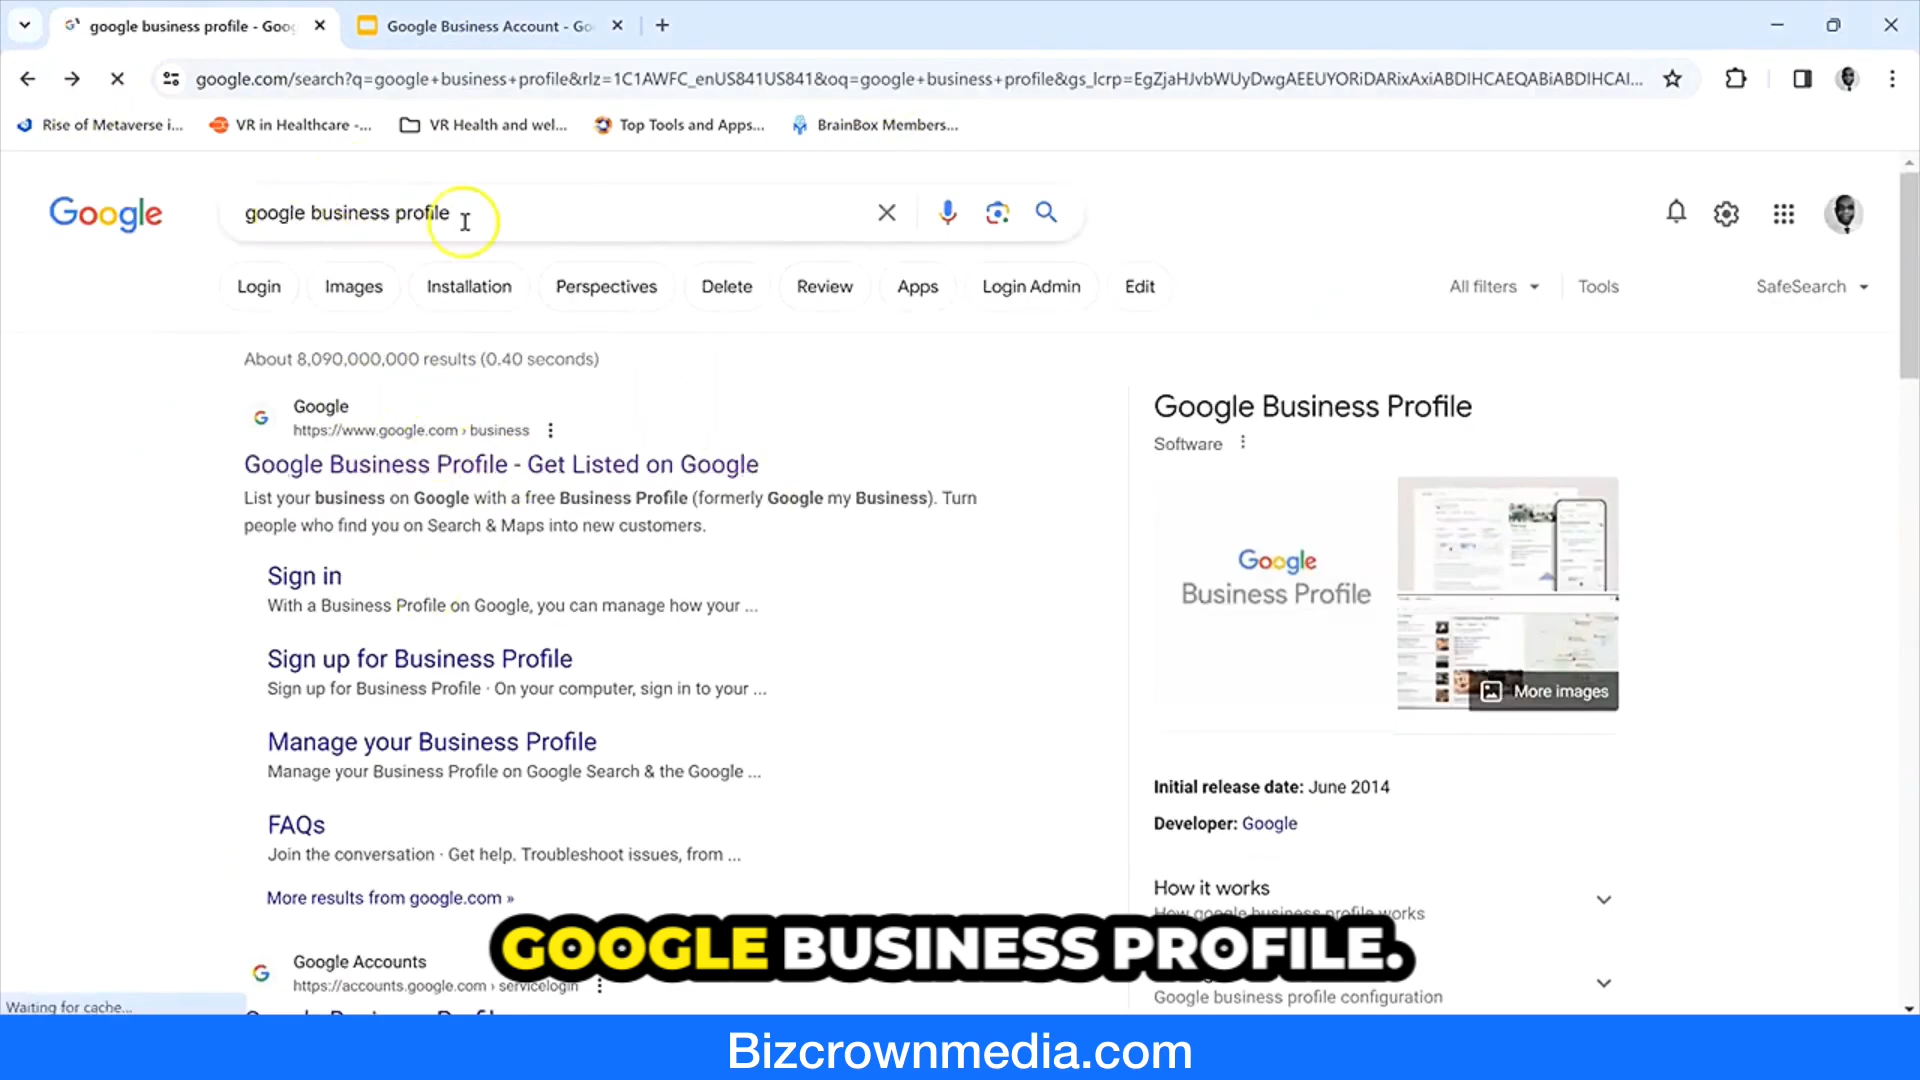 google business profile - Goog
Google Business Account - Go
google.com/search?q=google+business+profile&rlz=1C1AWFC_enUS841US841&oq=google+business+profile&gs_lcrp=EgZjaHJvbWUyDwgAEEUYORiDARixAxiABDIHCAEQABiABDIHCAI...
Rise of Metaverse i...
VR in Healthcare -...
VR Health and wel...
Top Tools and Apps...
BrainBox Members...
Google
google business profile
Login
Images
Installation
Perspectives
Delete
Review
Apps
Login Admin
Edit
All filters
Tools
SafeSearch
About 8,090,000,000 results (0.40 seconds)
Google
https://www.google.com › business
Google Business Profile - Get Listed on Google
List your business on Google with a free Business Profile (formerly Google my Business). Turn
people who find you on Search & Maps into new customers.
Sign in
With a Business Profile on Google, you can manage how your ...
Sign up for Business Profile
Sign up for Business Profile · On your computer, sign in to your ...
Manage your Business Profile
Manage your Business Profile on Google Search & the Google ...
FAQs
Join the conversation · Get help. Troubleshoot issues, from ...
More results from google.com »
Google Accounts
https://accounts.google.com › servicelogin
Google Business Profile
Software
Google
Business Profile
More images
Initial release date: June 2014
Developer: Google
How it works
How google business profile works
Google business profile configuration
GOOGLE BUSINESS PROFILE.
Waiting for cache...
Bizcrownmedia.com